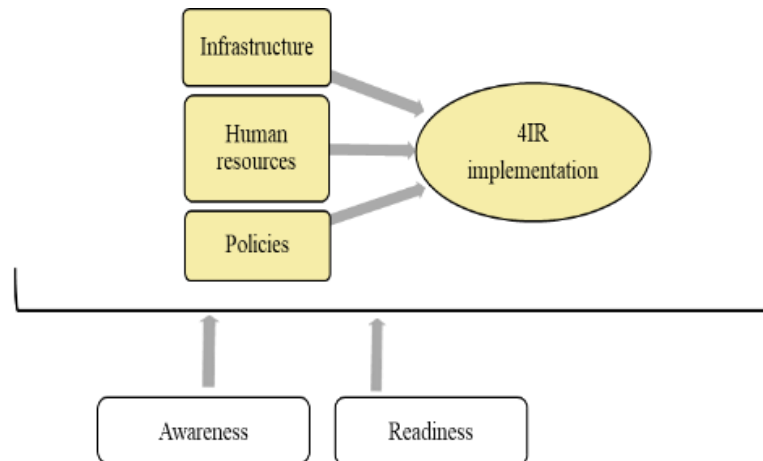 Infrastructure
Human
resources
Policies
4IR
implementation
Awareness
Readiness